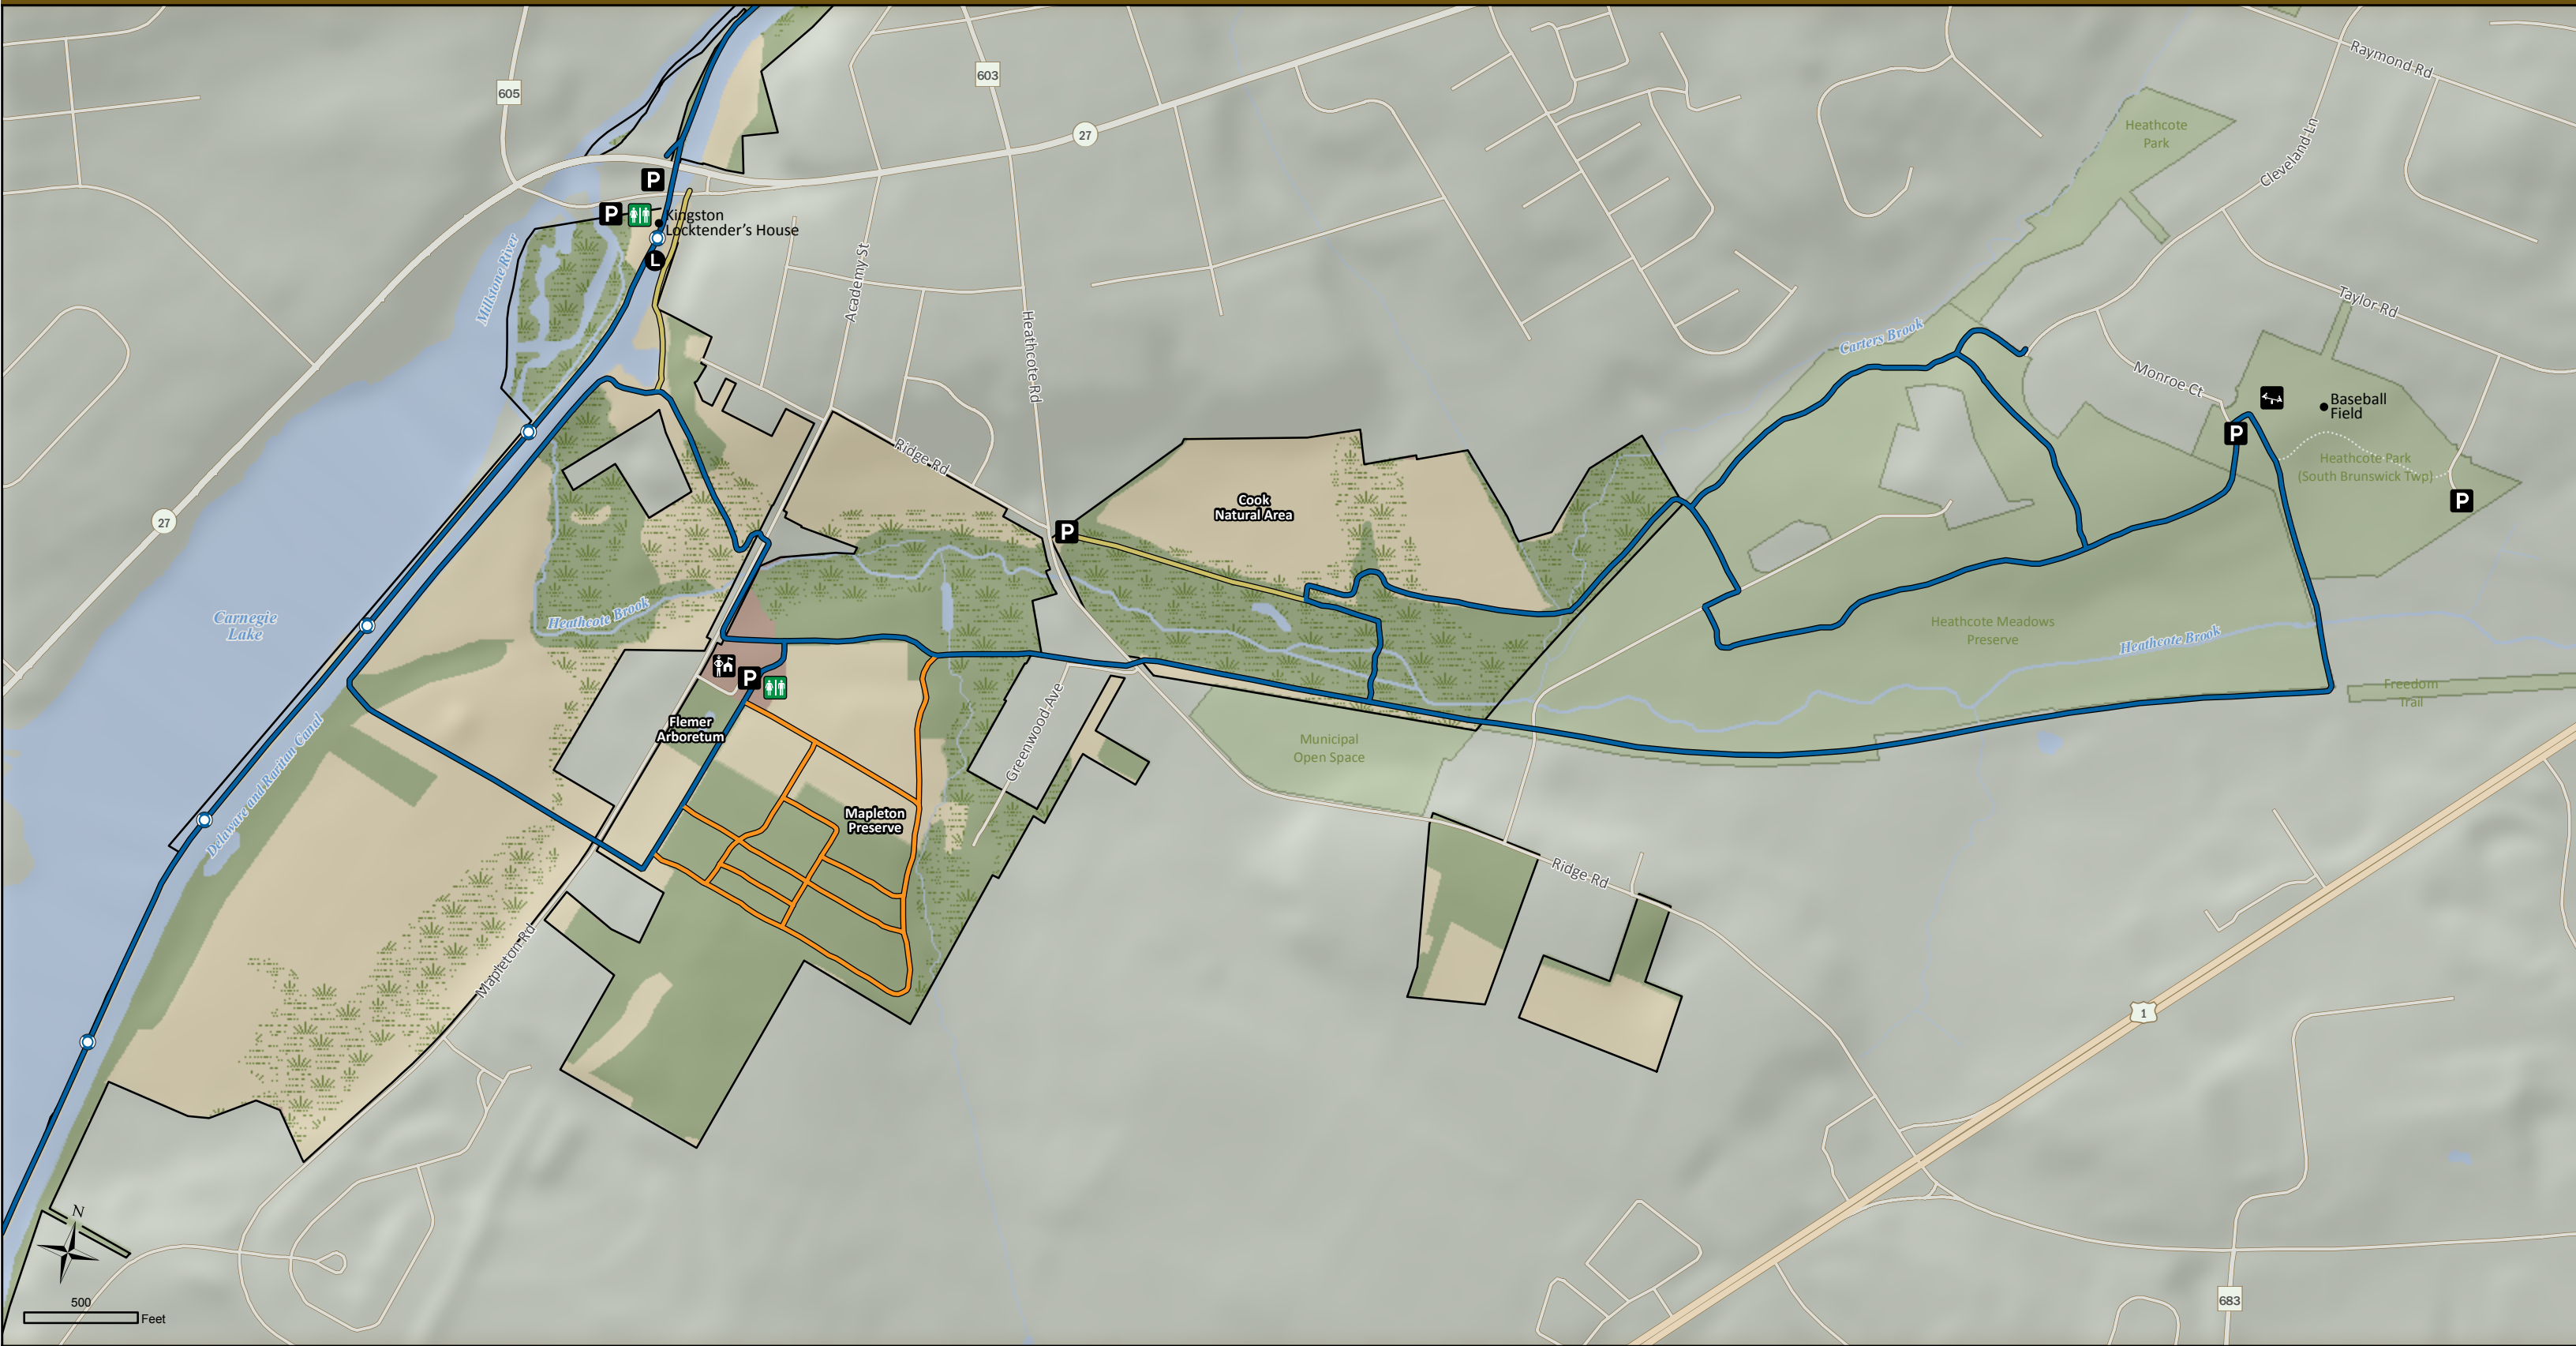 Raymond Rd
605
603
27
Heathcote
Park
Cleveland Ln
P
P
Kingston
Locktender's House
L
Millstone River
Academy St
Heathcote Rd
Carters Brook
Taylor Rd
Monroe Ct
Baseball
Field
P
Heathcote Park
(South Brunswick Twp)
P
Ridge Rd
Cook
Natural Area
P
27
Carnegie
Lake
Heathcote Brook
Heathcote Meadows
Preserve
Heathcote Brook
Freedom
Trail
P
Flemer
Arboretum
Greenwood Ave
Municipal
Open Space
Delaware and Raritan Canal
Mapleton
Preserve
Ridge Rd
Mapleton Rd
1
N
500
Feet
683